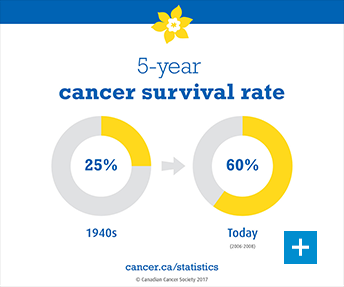 5-year
cancer survival rate
25%
60%
1940s
Today
(2006-2008)
cancer.ca/statistics
© Canadian Cancer Society 2017